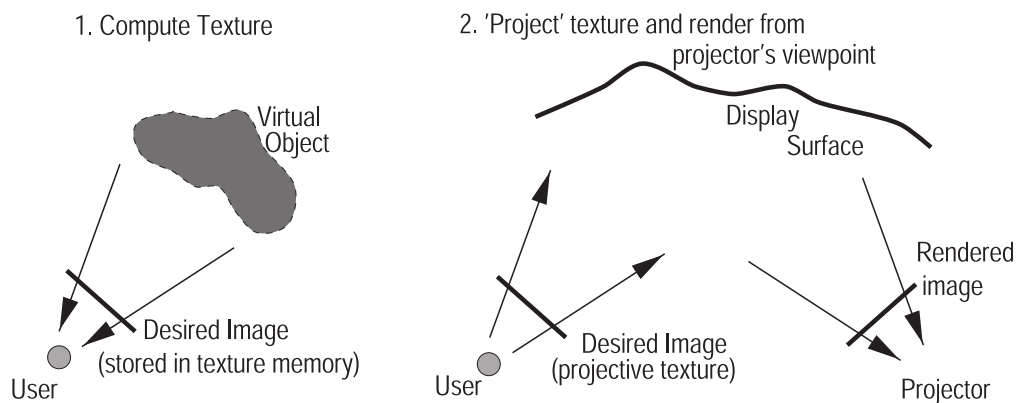 1. Compute Texture
Virtual
Object
Desired Image
(stored in texture memory)
User
2. 'Project' texture and render from
projector's viewpoint
Display
Surface
Rendered
image
Desired Image
(projective texture)
User
Projector